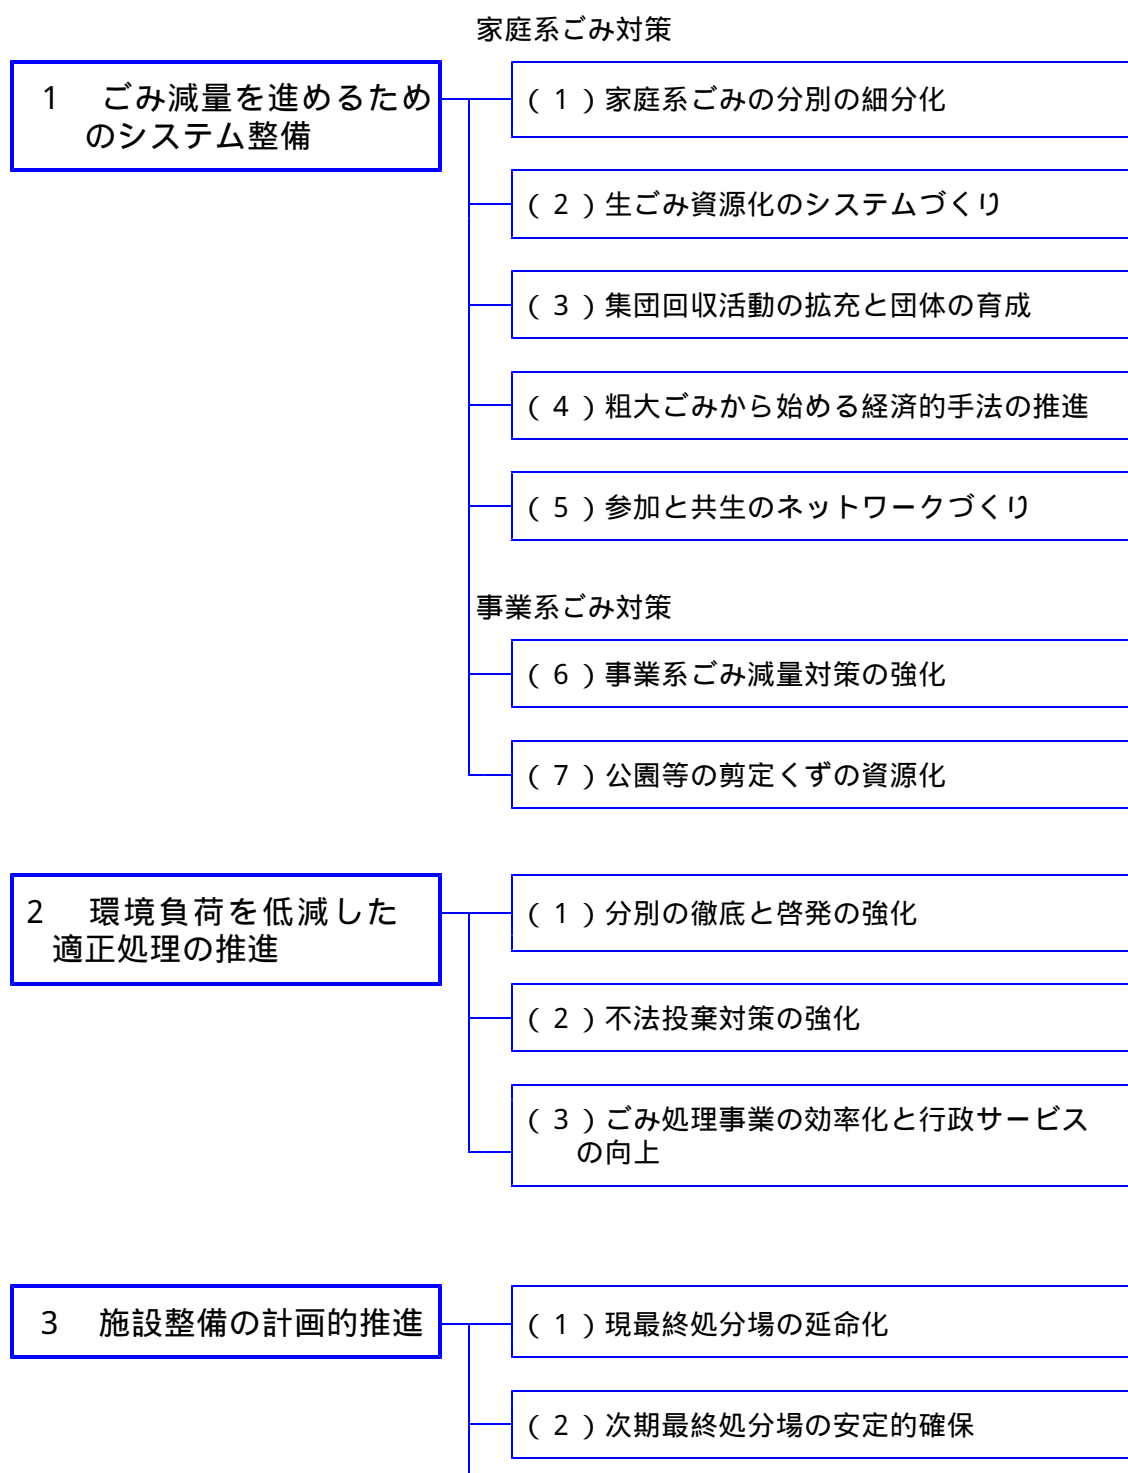 家庭系ごみ対策
1 ごみ減量を進めるため
のシステム整備
(1)家庭系ごみの分別の細分化
(2)生ごみ資源化のシステムづくり
(3)集団回収活動の拡充と団体の育成
(4)粗大ごみから始める経済的手法の推進
(5)参加と共生のネットワークづくり
事業系ごみ対策
(6)事業系ごみ減量対策の強化
(7)公園等の剪定くずの資源化
2 環境負荷を低減した
適正処理の推進
(1)分別の徹底と啓発の強化
(2)不法投棄対策の強化
(3)ごみ処理事業の効率化と行政サービス
の向上
3 施設整備の計画的推進
(1)現最終処分場の延命化
(2)次期最終処分場の安定的確保